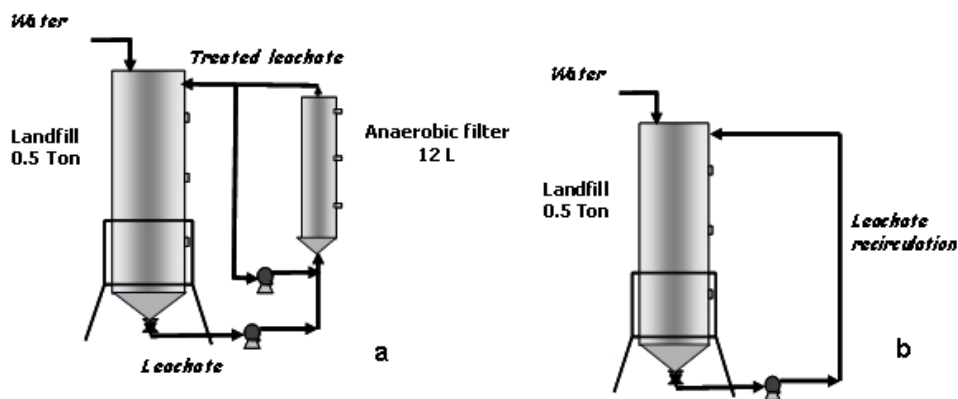 Water
Treated leachate
Landfill
0.5 Ton
Anaerobic filter
12 L
Leachate
a
Water
Landfill
0.5 Ton
Leachate
recirculation
b